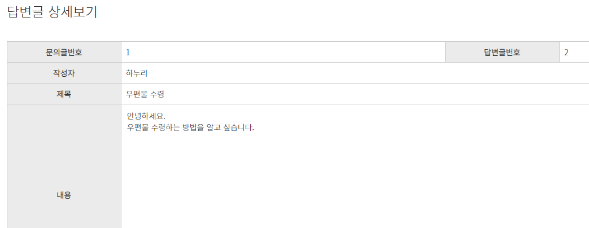 답변글 상세보기
문의글번호 1 답변글번호 2
작성자 하누리
제목 우편물 수령
내용 안녕하세요.
우편물 수령하는 방법을 알고 싶습니다.